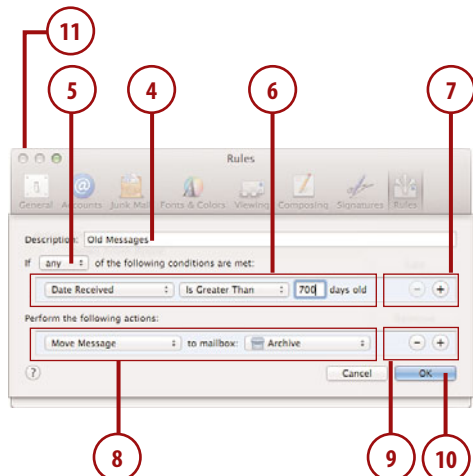 11
5 4 6 7
Rules
General Accounts Junk Mail Fonts & Colors Viewing Composing Signatures Rules
Description: Old Messages
If any of the following conditions are met:
Date Received Is Greater Than 700 days old
Perform the following actions:
Move Message to mailbox: Archive
? Cancel OK
8 9 10